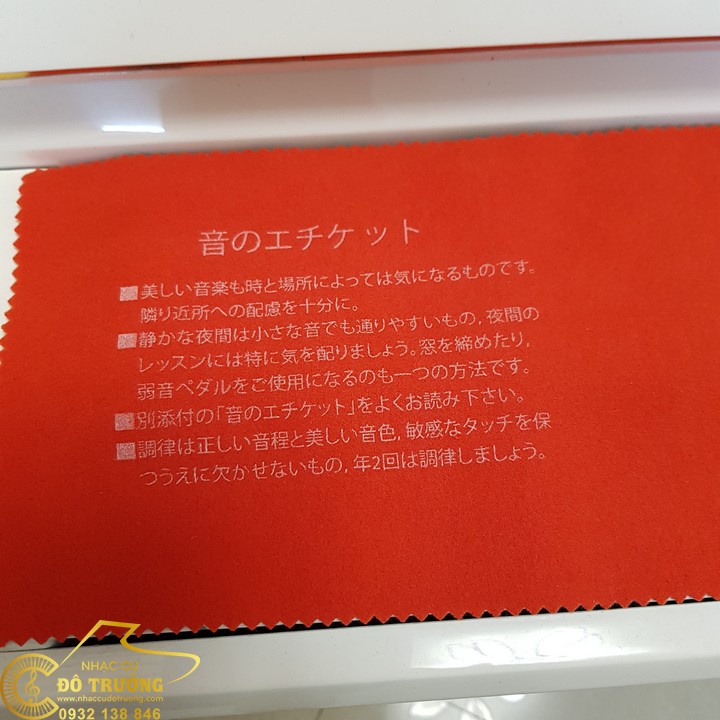 音のエチケット
■美しい音楽も時と場所によっては気になるものです。
隣り近所への配慮を十分に。
■静かな夜間は小さな音でも通りやすいもの, 夜間の
レッスンには特に気を配りましょう。窓を締めたり,
弱音ペダルをご使用になるのも一つの方法です。
■別添付の「音のエチケット」をよくお読み下さい。
■調律は正しい音程と美しい音色, 敏感なタッチを保
つうえに欠かせないもの, 年2回は調律しましょう。
NHẠC CỤ
ĐỖ TRƯỜNG
www.nhaccudotruong.com
0932 138 846